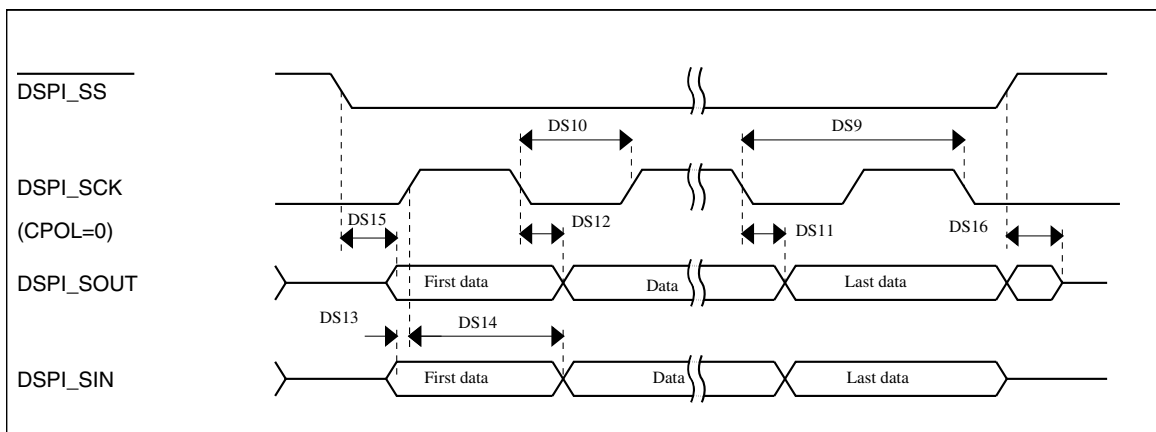 DSPI_SS
DS10
DS9
DSPI_SCK
DS15
DS12
DS11
DS16
(CPOL=0)
DSPI_SOUT
First data
Data
Last data
DS13
DS14
DSPI_SIN
First data
Data
Last data